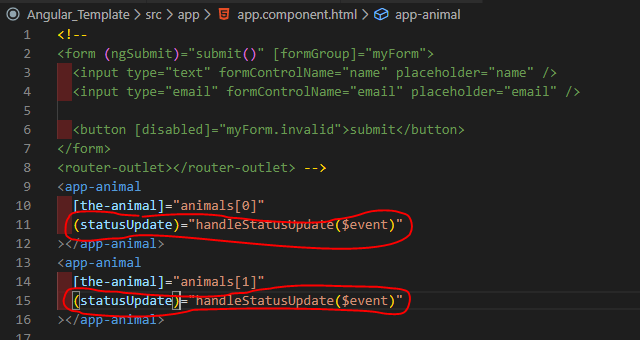 Angular_Template > src > app > app.component.html > app-animal
1 <!--
2 <form (ngSubmit)="submit()" [formGroup]="myForm">
3 <input type="text" formControlName="name" placeholder="name" />
4 <input type="email" formControlName="email" placeholder="email" />
5
6 <button [disabled]="myForm.invalid">submit</button>
7 </form>
8 <router-outlet></router-outlet> -->
9 <app-animal
10 [the-animal]="animals[0]"
11 (statusUpdate)="handleStatusUpdate($event)"
12 ></app-animal>
13 <app-animal
14 [the-animal]="animals[1]"
15 (statusUpdate)="handleStatusUpdate($event)"
16 ></app-animal>
17